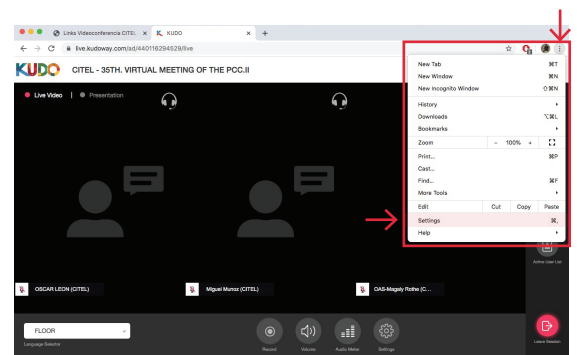 Links Videoconferencia CITEL
KUDO
live.kudoway.com/ad/440116294529/live
KUDO
CITEL - 35TH. VIRTUAL MEETING OF THE PCC.II
Live Video | Presentation
New Tab ⌘T
New Window ⌘N
New Incognito Window ⇧⌘N
History
Downloads ⌥⌘L
Bookmarks
Zoom - 100% +
Print... ⌘P
Cast...
Find... ⌘F
More Tools
Edit Cut Copy Paste
Settings ⌘,
Help
Active User List
OSCAR LEON (CITEL)
Miguel Munoz (CITEL)
OAS-Magaly Rothe (C...
FLOOR
Language Selector
Record
Volume
Audio Meter
Settings
Leave Session